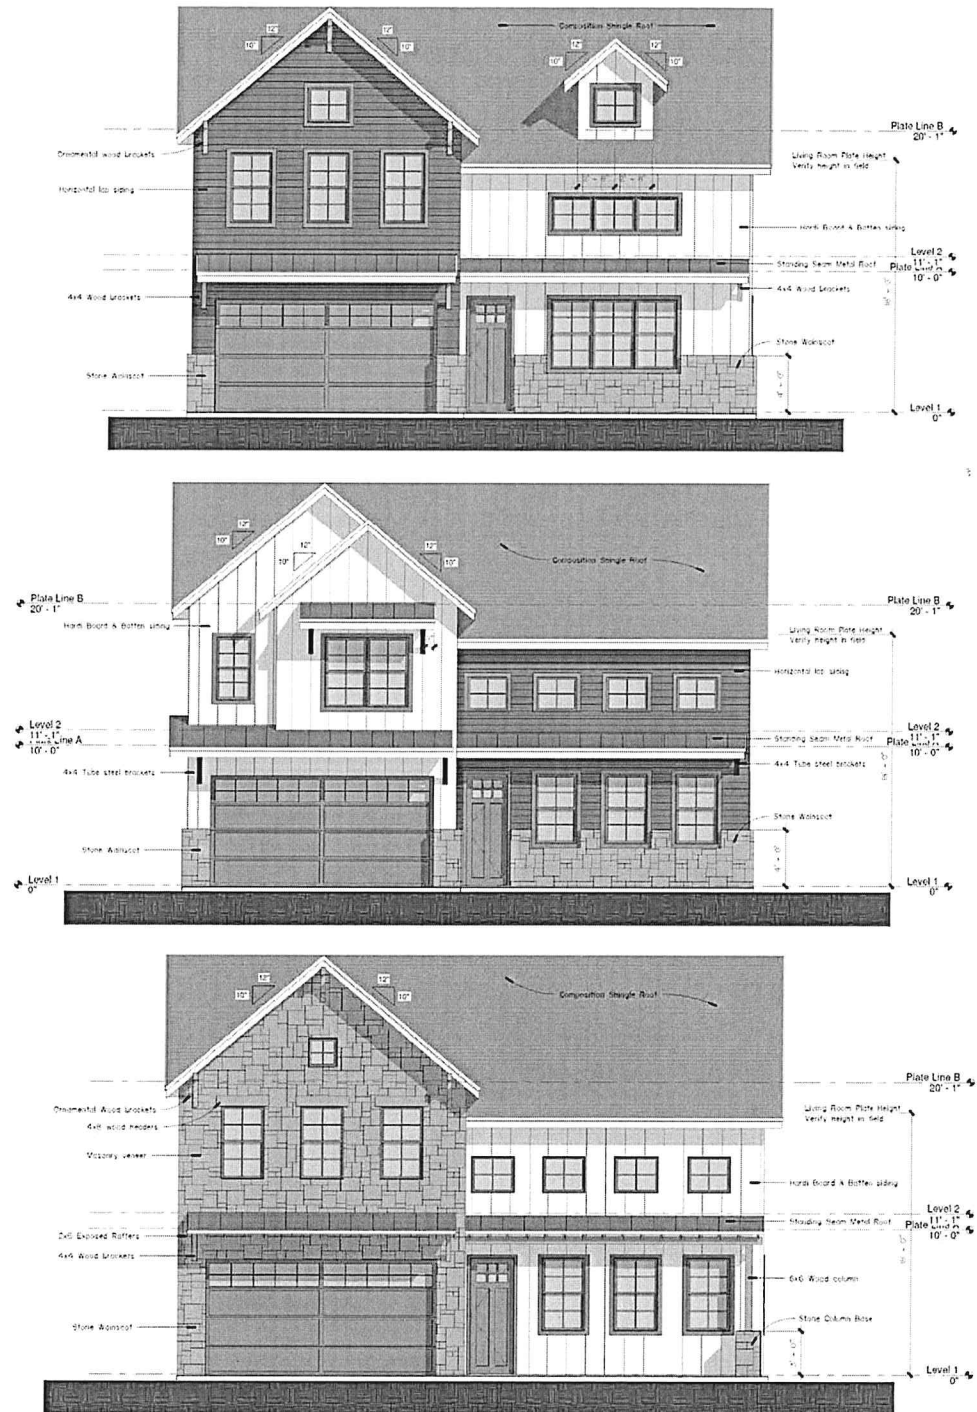 Composition Shingle Roof
12"
10"
12"
10"
12"
10"
12"
10"
Plate Line B
20' - 1"
Ornamental wood brackets
Living Room Plate Height
Verify height in field
Horizontal lap siding
Hardi Board & Batten siding
Level 2
11' - 1"
Standing Seam Metal Roof
10' - 0"
4x4 Wood brackets
4x4 Wood brackets
Stone Wainscot
Stone Wainscot
4' - 0"
Level 1
0"
12"
10"
12"
10"
12"
10"
Composition Shingle Roof
Plate Line B
20' - 1"
Plate Line B
20' - 1"
Hardi Board & Batten siding
Living Room Plate Height
Verify height in field
Horizontal lap siding
Level 2
11' - 1"
Line A
10' - 0"
Level 2
11' - 1"
Standing Seam Metal Roof
10' - 0"
4x4 Tube steel brackets
4x4 Tube steel brackets
Stone Wainscot
Stone Wainscot
4' - 0"
Level 1
0"
Level 1
0"
12"
10"
12"
10"
Composition Shingle Roof
Plate Line B
20' - 1"
Ornamental Wood brackets
Living Room Plate Height
Verify height in field
4x8 wood headers
Masonry veneer
Hardi Board & Batten siding
Level 2
11' - 1"
Standing Seam Metal Roof
10' - 0"
2x6 Exposed Rafters
4x4 Wood brackets
6x6 Wood column
Stone Wainscot
Stone Column Base
3' - 0"
Level 1
0"